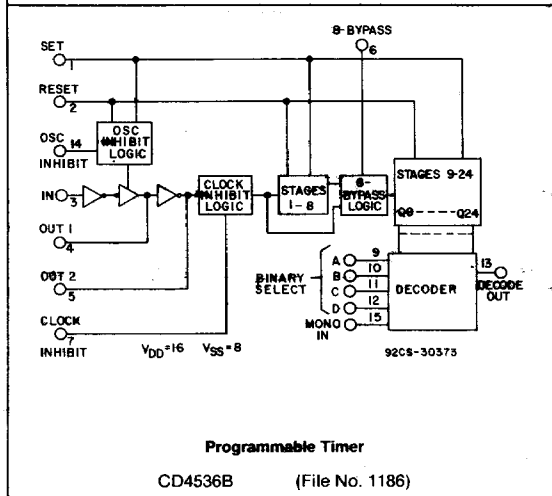 8-BYPASS
6
SET
1
RESET
2
OSC 14
INHIBIT
OSC
INHIBIT
LOGIC
IN
3
CLOCK
INHIBIT
LOGIC
STAGES
1-8
8-
BYPASS
LOGIC
STAGES 9-24
Q9 Q24
OUT 1
4
OUT 2
5
CLOCK
7
INHIBIT
BINARY
SELECT
A 9
B 10
C 11
D 12
MONO 15
IN
DECODER
13
DECODE
OUT
VDD=16 VSS=8
92CS-30373
Programmable Timer
CD4536B (File No. 1186)